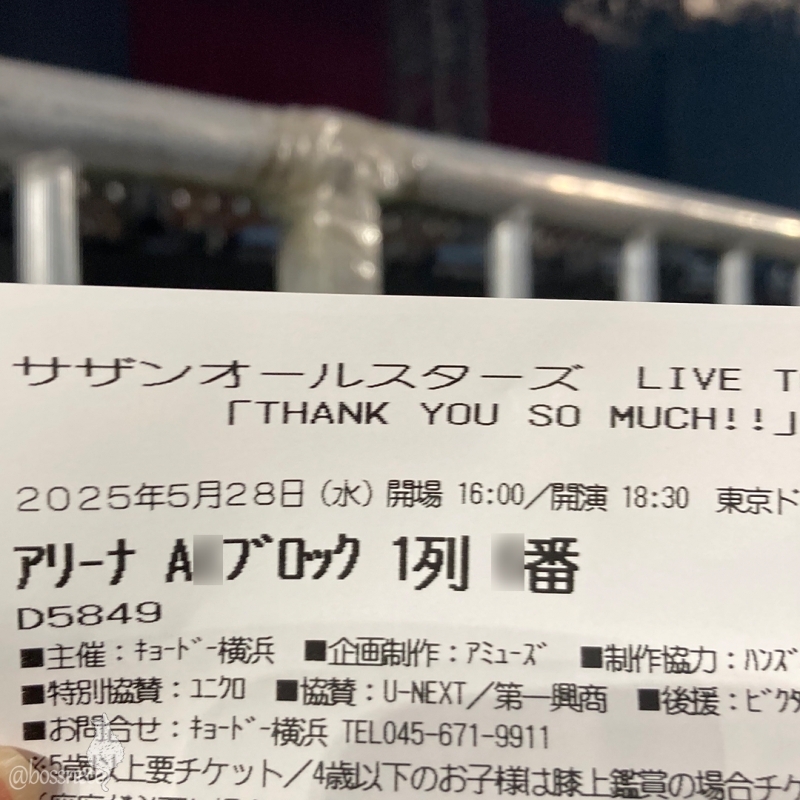 サザンオールスターズ LIVE T
「THANK YOU SO MUCH!!」
2025年5月28日(水) 開場 16:00/開演 18:30 東京ド
アリーナ A ブロック 1列 番
D5849
■主催:キョードー横浜 ■企画制作:アミューズ ■制作協力:ハンズ
■特別協賛:ユニクロ ■協賛:U-NEXT/第一興商 ■後援:ビクタ
■お問合せ:キョードー横浜 TEL045-671-9911
※5歳以上要チケット/4歳以下のお子様は膝上鑑賞の場合チケ